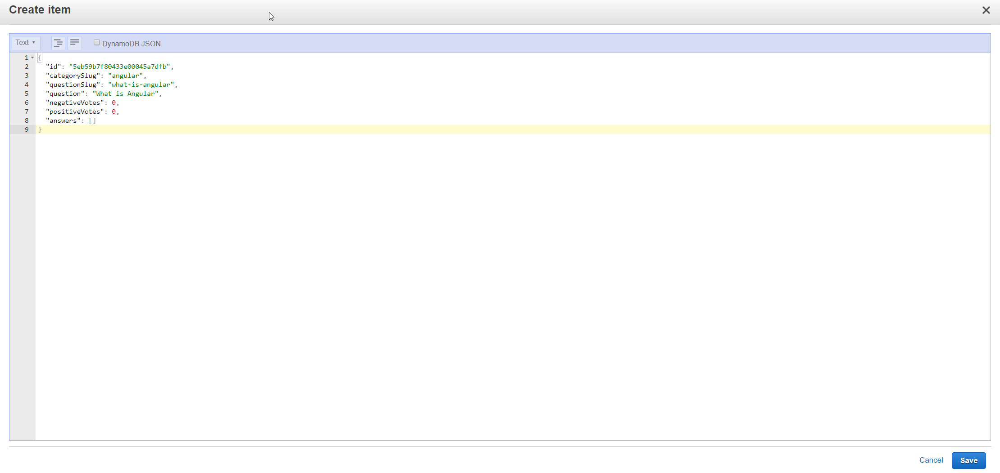 Create item
Text
DynamoDB JSON
1 {
2 "id": "5eb59b7f80433e00045a7dfb",
3 "categorySlug": "angular",
4 "questionSlug": "what-is-angular",
5 "question": "What is Angular",
6 "negativeVotes": 0,
7 "positiveVotes": 0,
8 "answers": []
9 }
Cancel
Save